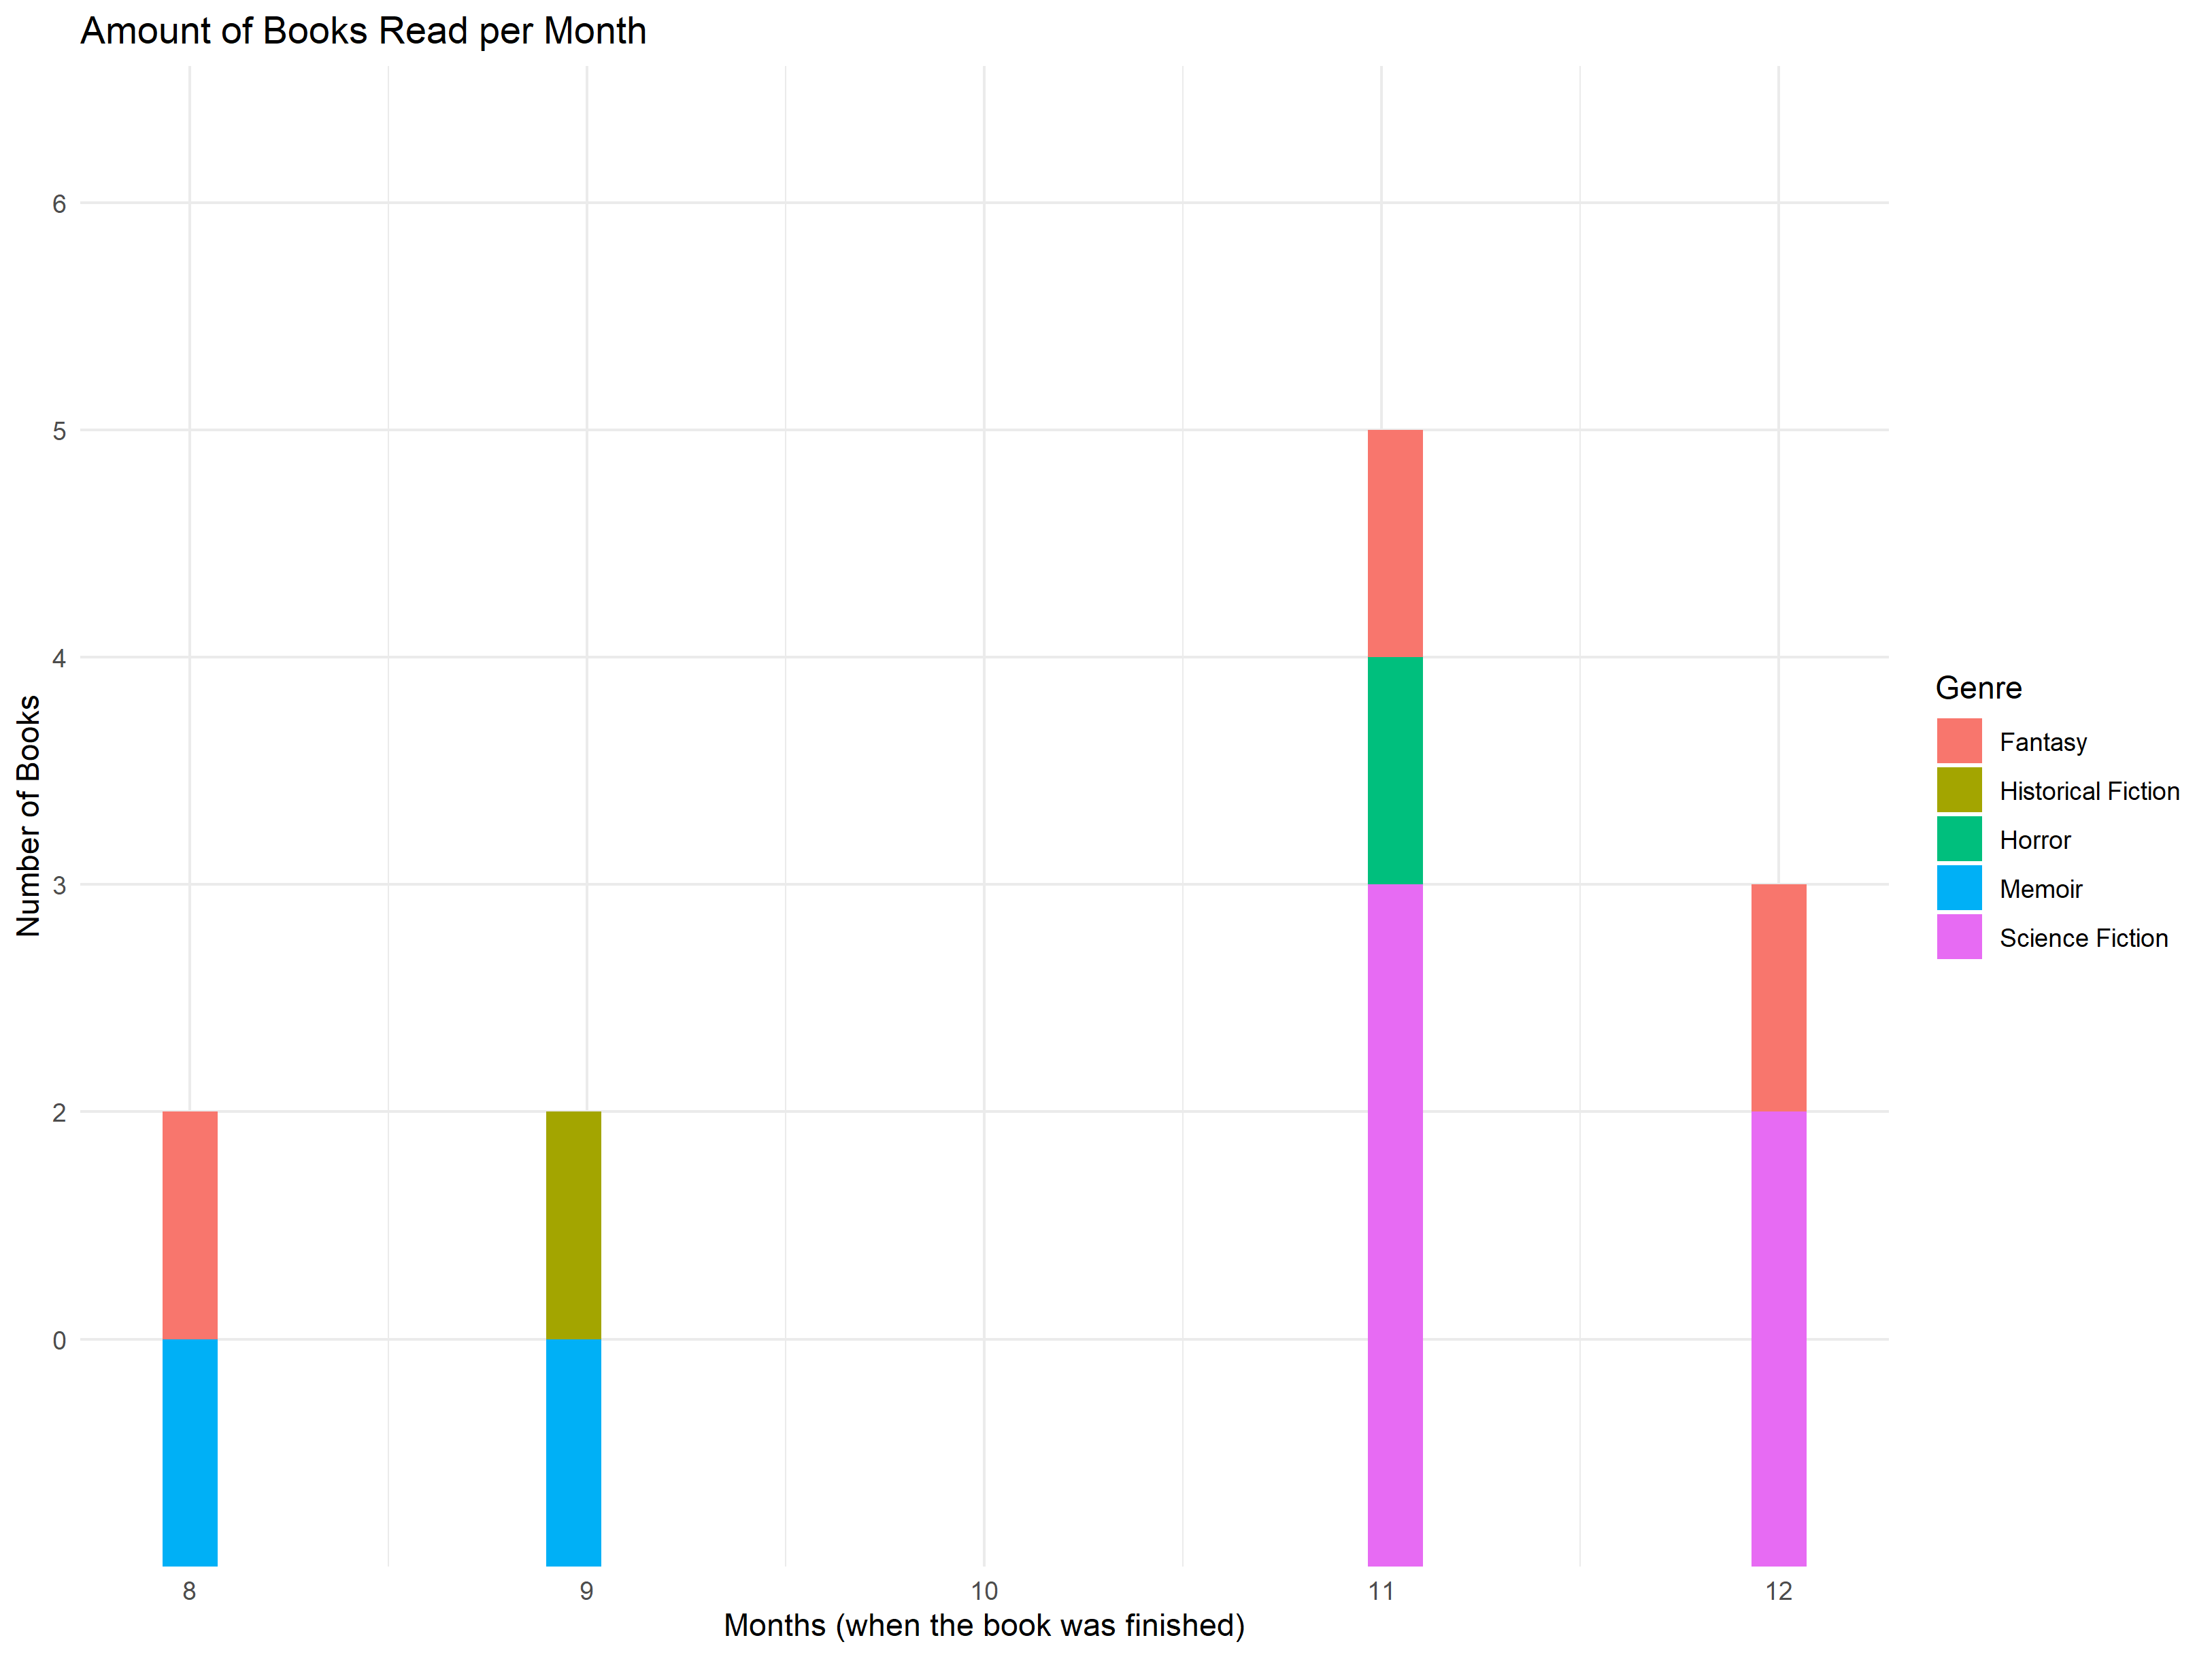 Amount of Books Read per Month
Number of Books
6
5
4
3
2
0
8 9 10 11 12
Months (when the book was finished)
Genre
Fantasy
Historical Fiction
Horror
Memoir
Science Fiction